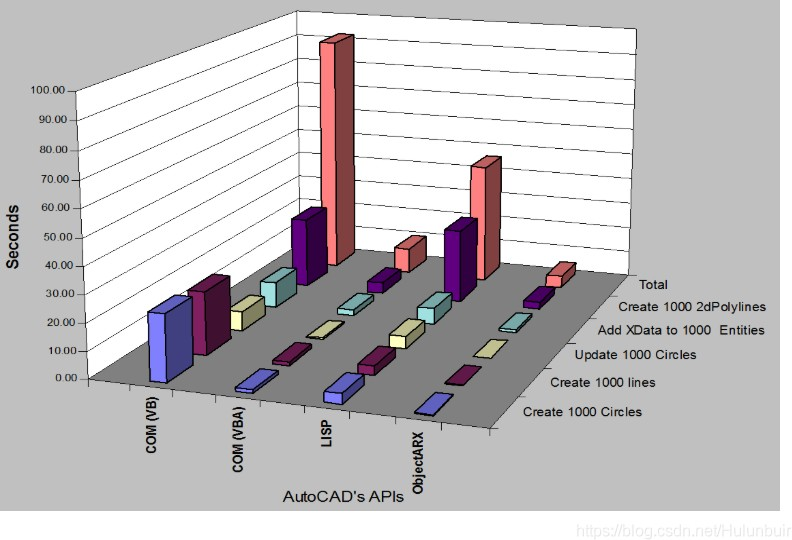 100.00
90.00
80.00
70.00
60.00
50.00
40.00
30.00
20.00
10.00
0.00
Seconds
COM (VB)
COM (VBA)
LISP
ObjectARX
AutoCAD's APIs
Total
Create 1000 2dPolylines
Add XData to 1000 Entities
Update 1000 Circles
Create 1000 lines
Create 1000 Circles
https://blog.csdn.net/Hulunbuir